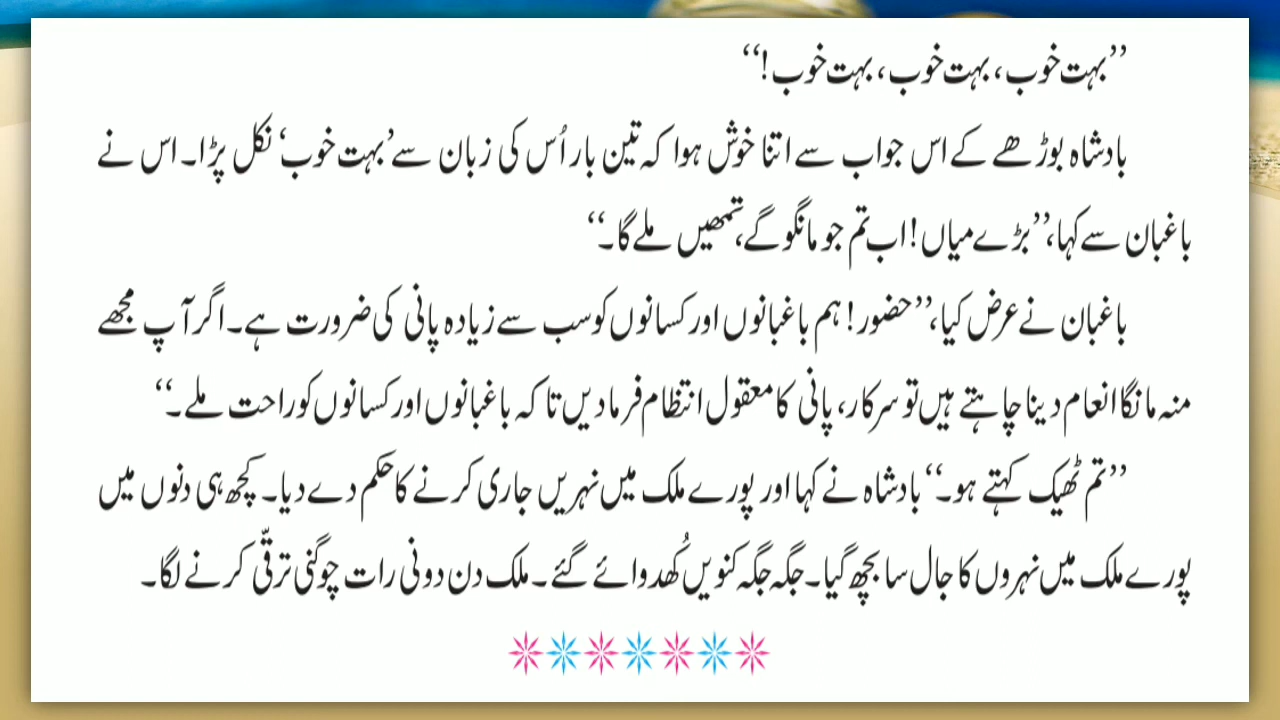 ’’بہت خوب، بہت خوب، بہت خوب!‘‘
بادشاہ بوڑھے کے اس جواب سے اتنا خوش ہوا کہ تین بار اُس کی زبان سے ’بہت خوب‘ نکل پڑا۔ اس نے
باغبان سے کہا، ’’بڑے میاں! اب تم جو مانگو گے، تمھیں ملے گا۔‘‘
باغبان نے عرض کیا، ’’حضور! ہم باغبانوں اور کسانوں کو سب سے زیادہ پانی کی ضرورت ہے۔ اگر آپ مجھے
منہ مانگا انعام دینا چاہتے ہیں تو سرکار، پانی کا معقول انتظام فرما دیں تا کہ باغبانوں اور کسانوں کو راحت ملے۔‘‘
’’تم ٹھیک کہتے ہو۔‘‘ بادشاہ نے کہا اور پورے ملک میں نہریں جاری کرنے کا حکم دے دیا۔ کچھ ہی دنوں میں
پورے ملک میں نہروں کا جال سا بچھ گیا۔ جگہ جگہ کنویں کُھدوائے گئے۔ ملک دن دونی رات چوگنی ترقّی کرنے لگا۔